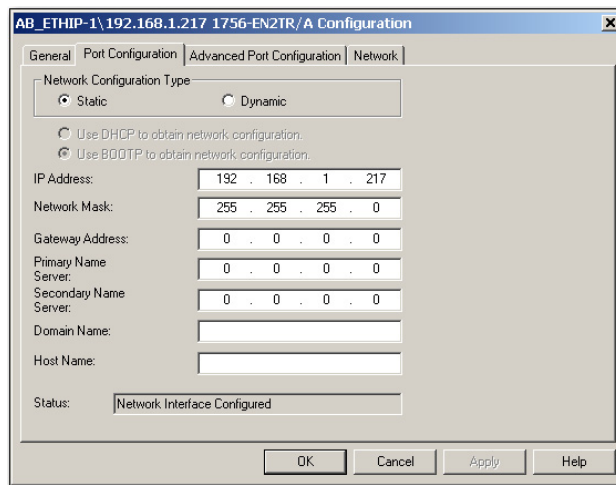 AB_ETHIP-1\192.168.1.217 1756-EN2TR/A Configuration
General Port Configuration Advanced Port Configuration Network
Network Configuration Type
Static Dynamic
Use DHCP to obtain network configuration.
Use BOOTP to obtain network configuration.
IP Address: 192 . 168 . 1 . 217
Network Mask: 255 . 255 . 255 . 0
Gateway Address: 0 . 0 . 0 . 0
Primary Name
Server: 0 . 0 . 0 . 0
Secondary Name
Server: 0 . 0 . 0 . 0
Domain Name:
Host Name:
Status: Network Interface Configured
OK Cancel Apply Help